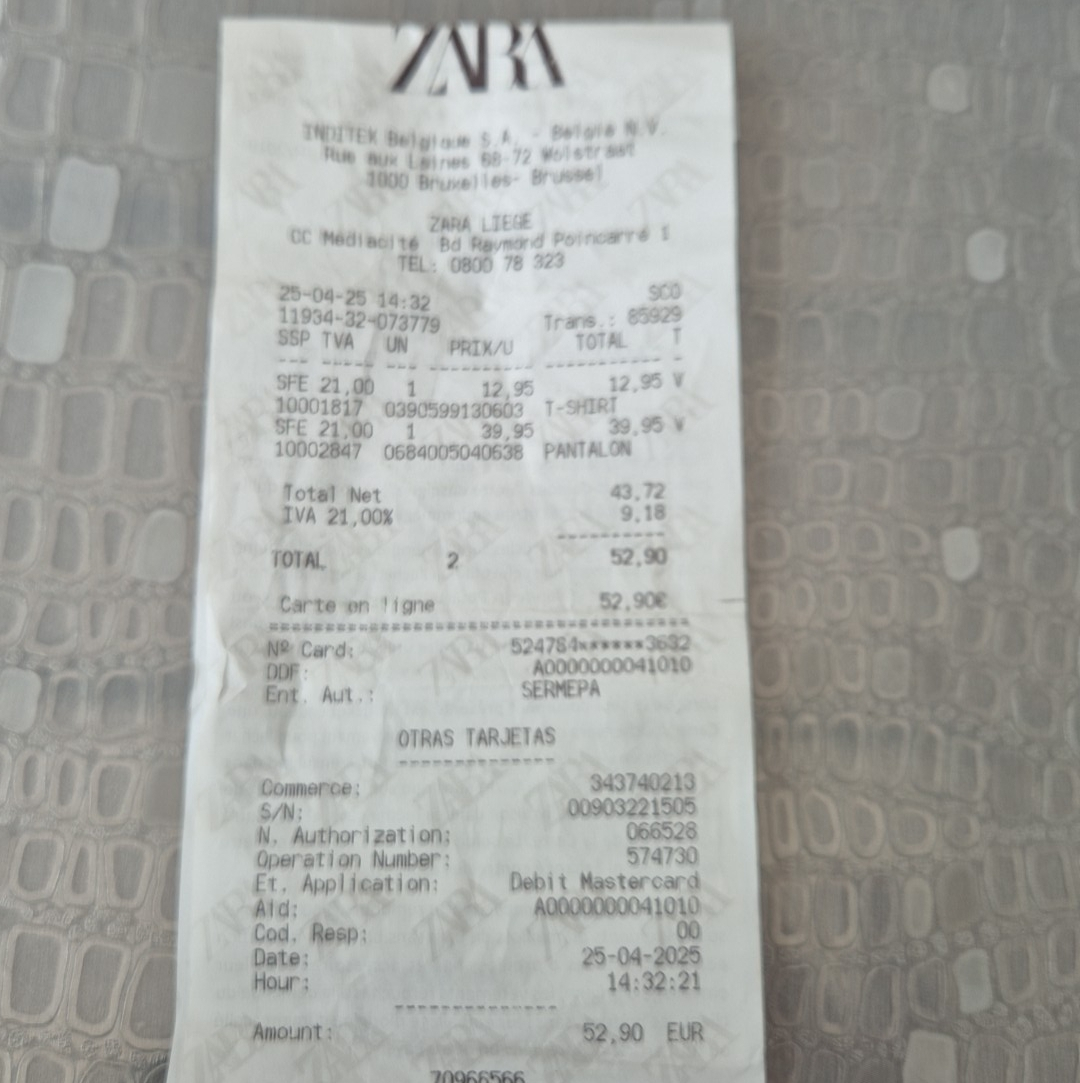 ZARA
INDITEX Belgique S.A. - Belgie N.V.
Rue aux Laines 68-72 Wolstraat
1000 Bruxelles- Brussel
ZARA LIEGE
CC Médiacité Bd Raymond Poincarré 1
TEL: 0800 78 323
25-04-25 14:32 SCO
11934-32-073779 Trans.: 85929
SSP TVA UN PRIX/U TOTAL T
--- ----- --- ---------- ---------- -
SFE 21,00 1 12,95 12,95 V
10001817 0390599130603 T-SHIRT
SFE 21,00 1 39,95 39,95 V
10002847 0684005040638 PANTALON
Total Net 43,72
IVA 21,00% 9,18
----------
TOTAL 2 52,90
Carte en ligne 52,90€
========================================
Nº Card: 524784******3632
DDF: A0000000041010
Ent. Aut.: SERMEPA
OTRAS TARJETAS
--------------
Commerce: 343740213
S/N: 00903221505
N. Authorization: 066528
Operation Number: 574730
Et. Application: Debit Mastercard
Aid: A0000000041010
Cod. Resp: 00
Date: 25-04-2025
Hour: 14:32:21
--------------
Amount: 52,90 EUR
70966566